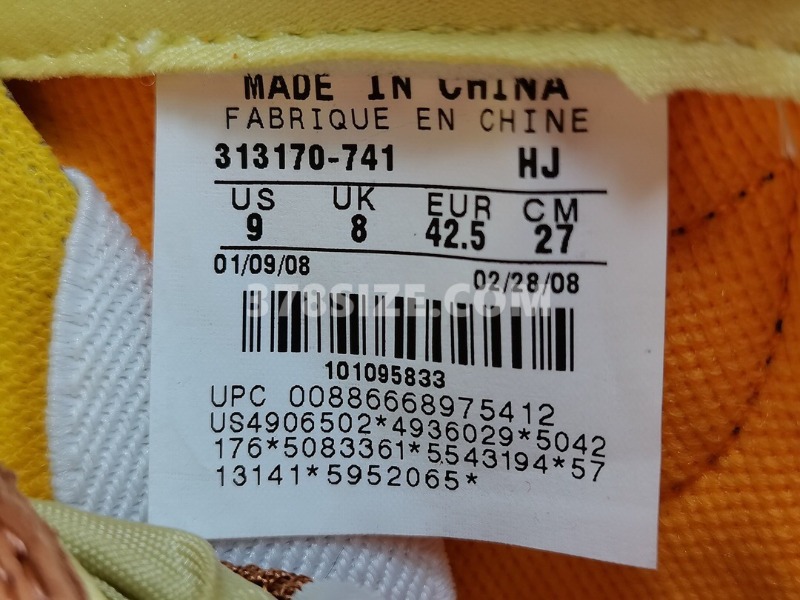 MADE IN CHINA
FABRIQUE EN CHINE
313170-741 HJ
US UK EUR CM
9 8 42.5 27
01/09/08 02/28/08
378SIZE.COM
101095833
UPC 00886668975412
US4906502*4936029*5042
176*5083361*5543194*57
13141*5952065*